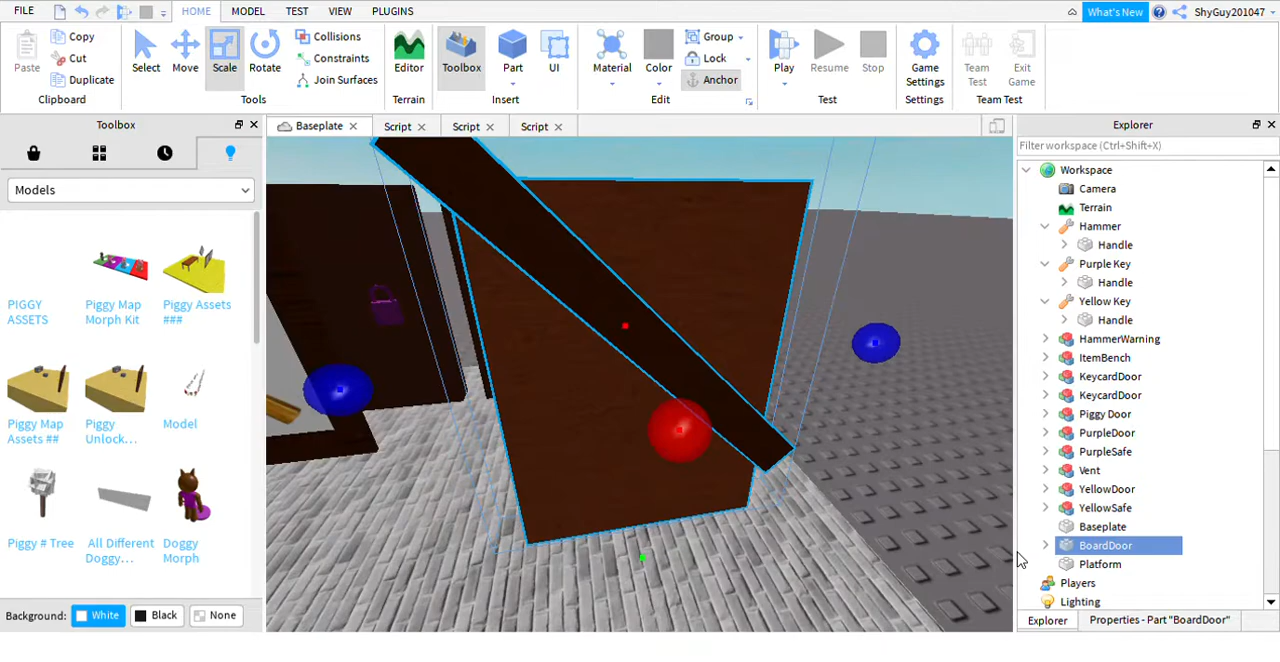 FILE HOME MODEL TEST VIEW PLUGINS What's New ShyGuy201047
Paste Copy Cut Duplicate Select Move Scale Rotate Collisions Constraints Join Surfaces Editor Toolbox Part UI Material Color Group Lock Anchor Play Resume Stop Game Settings Team Test Exit Game
Clipboard Tools Terrain Insert Edit Test Settings Team Test
Toolbox Baseplate Script Script Script Explorer
Filter workspace (Ctrl+Shift+X)
Models
PIGGY ASSETS
Piggy Map Morph Kit
Piggy Assets ###
Piggy Map Assets ##
Piggy Unlock...
Model
Piggy # Tree
All Different Doggy...
Doggy Morph
Background: White Black None
Workspace
Camera
Terrain
Hammer
Handle
Purple Key
Handle
Yellow Key
Handle
HammerWarning
ItemBench
KeycardDoor
KeycardDoor
Piggy Door
PurpleDoor
PurpleSafe
Vent
YellowDoor
YellowSafe
Baseplate
BoardDoor
Platform
Players
Lighting
Explorer Properties - Part "BoardDoor"